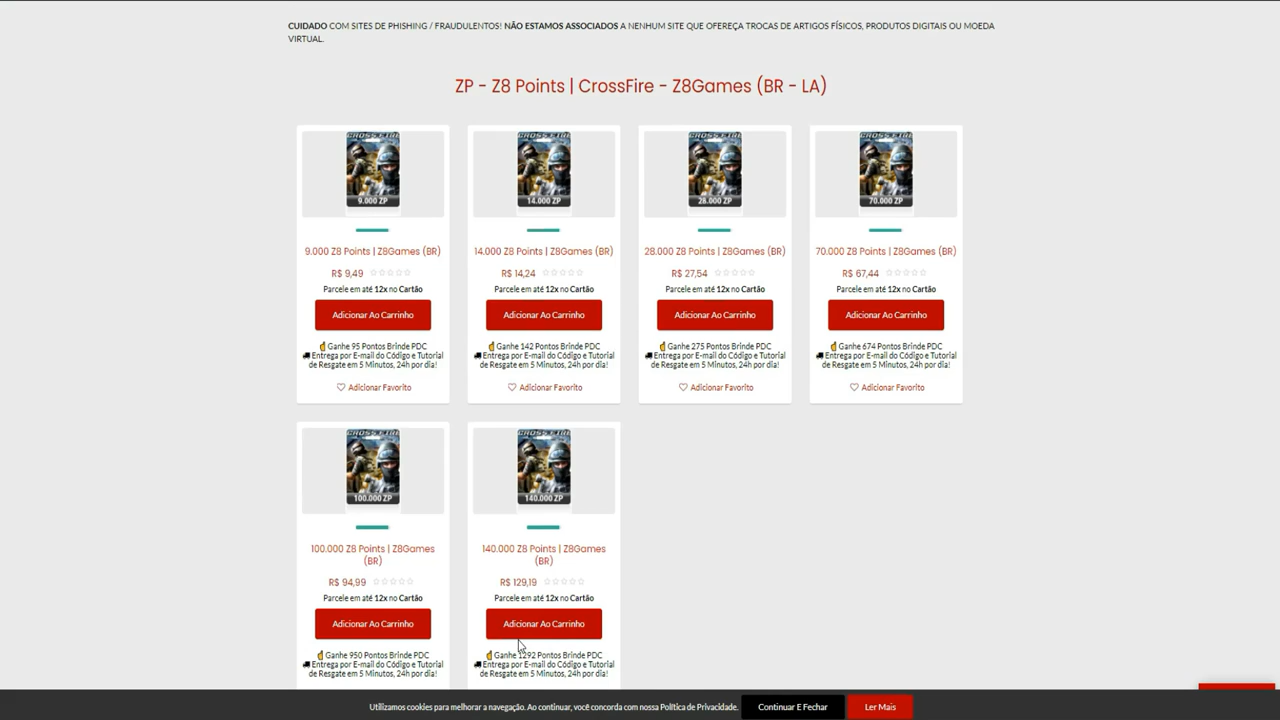 CUIDADO COM SITES DE PHISHING / FRAUDULENTOS! NÃO ESTAMOS ASSOCIADOS A NENHUM SITE QUE OFEREÇA TROCAS DE ARTIGOS FÍSICOS, PRODUTOS DIGITAIS OU MOEDA
VIRTUAL.
ZP - Z8 Points | CrossFire - Z8Games (BR - LA)
CROSSFIRE
9.000 ZP
9.000 Z8 Points | Z8Games (BR)
R$ 9,49
Parcele em até 12x no Cartão
Adicionar Ao Carrinho
Ganhe 95 Pontos Brinde PDC
Entrega por E-mail do Código e Tutorial
de Resgate em 5 Minutos, 24h por dia!
Adicionar Favorito
CROSSFIRE
14.000 ZP
14.000 Z8 Points | Z8Games (BR)
R$ 14,24
Parcele em até 12x no Cartão
Adicionar Ao Carrinho
Ganhe 142 Pontos Brinde PDC
Entrega por E-mail do Código e Tutorial
de Resgate em 5 Minutos, 24h por dia!
Adicionar Favorito
CROSSFIRE
28.000 ZP
28.000 Z8 Points | Z8Games (BR)
R$ 27,54
Parcele em até 12x no Cartão
Adicionar Ao Carrinho
Ganhe 275 Pontos Brinde PDC
Entrega por E-mail do Código e Tutorial
de Resgate em 5 Minutos, 24h por dia!
Adicionar Favorito
CROSSFIRE
70.000 ZP
70.000 Z8 Points | Z8Games (BR)
R$ 67,44
Parcele em até 12x no Cartão
Adicionar Ao Carrinho
Ganhe 674 Pontos Brinde PDC
Entrega por E-mail do Código e Tutorial
de Resgate em 5 Minutos, 24h por dia!
Adicionar Favorito
CROSSFIRE
100.000 ZP
100.000 Z8 Points | Z8Games
(BR)
R$ 94,99
Parcele em até 12x no Cartão
Adicionar Ao Carrinho
Ganhe 950 Pontos Brinde PDC
Entrega por E-mail do Código e Tutorial
de Resgate em 5 Minutos, 24h por dia!
CROSSFIRE
140.000 ZP
140.000 Z8 Points | Z8Games
(BR)
R$ 129,19
Parcele em até 12x no Cartão
Adicionar Ao Carrinho
Ganhe 1292 Pontos Brinde PDC
Entrega por E-mail do Código e Tutorial
de Resgate em 5 Minutos, 24h por dia!
Utilizamos cookies para melhorar a navegação. Ao continuar, você concorda com nossa Política de Privacidade.
Continuar E Fechar
Ler Mais